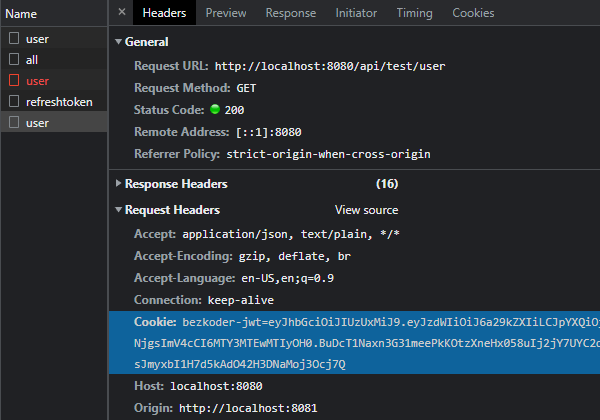 Name
× Headers Preview Response Initiator Timing Cookies
user
all
user
refreshtoken
user
▼ General
Request URL: http://localhost:8080/api/test/user
Request Method: GET
Status Code: 200
Remote Address: [::1]:8080
Referrer Policy: strict-origin-when-cross-origin
▶ Response Headers (16)
▼ Request Headers View source
Accept: application/json, text/plain, */*
Accept-Encoding: gzip, deflate, br
Accept-Language: en-US,en;q=0.9
Connection: keep-alive
Cookie: bezkoder-jwt=eyJhbGciOiJIUzUxMiJ9.eyJzdWIiOiJ6a29kZXIiLCJpYXQiOj
NjgsImV4cCI6MTY3MTEwMTIyOH0.BuDcT1Naxn3G31meePkKOtzXneHx058uIj2jY7UYC2d
sJmyxbI1H7d5kAdO42H3DNaMoj3Ocj7Q
Host: localhost:8080
Origin: http://localhost:8081